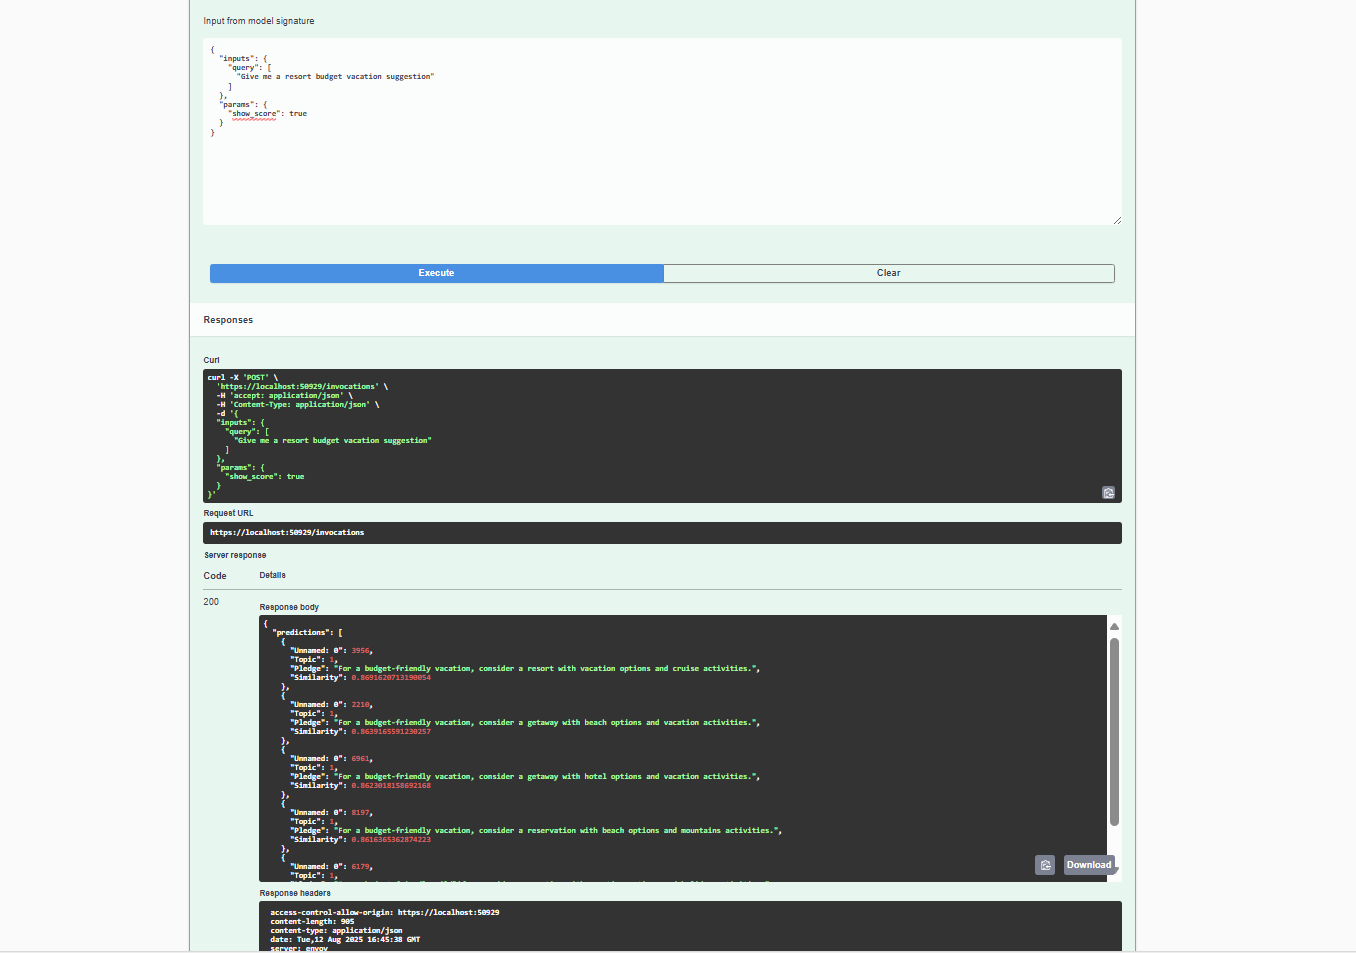 Input from model signature
{
"inputs": {
"query": [
"Give me a resort budget vacation suggestion"
]
},
"params": {
"show_score": true
}
}
Execute
Clear
Responses
Curl
curl -X 'POST' \
'https://localhost:50929/invocations' \
-H 'accept: application/json' \
-H 'Content-Type: application/json' \
-d '{
"inputs": {
"query": [
"Give me a resort budget vacation suggestion"
]
},
"params": {
"show_score": true
}
}'
Request URL
https://localhost:50929/invocations
Server response
Code
Details
200
Response body
{
"predictions": [
{
"Unnamed: 0": 3956,
"Topic": 1,
"Pledge": "For a budget-friendly vacation, consider a resort with vacation options and cruise activities.",
"Similarity": 0.8691620713190054
},
{
"Unnamed: 0": 2210,
"Topic": 1,
"Pledge": "For a budget-friendly vacation, consider a getaway with beach options and vacation activities.",
"Similarity": 0.8639165591230257
},
{
"Unnamed: 0": 6961,
"Topic": 1,
"Pledge": "For a budget-friendly vacation, consider a getaway with hotel options and vacation activities.",
"Similarity": 0.8623018158692168
},
{
"Unnamed: 0": 8197,
"Topic": 1,
"Pledge": "For a budget-friendly vacation, consider a reservation with beach options and mountains activities.",
"Similarity": 0.8616365362874223
},
{
"Unnamed: 0": 6179,
"Topic": 1,
Download
Response headers
access-control-allow-origin: https://localhost:50929
content-length: 905
content-type: application/json
date: Tue,12 Aug 2025 16:45:38 GMT
server: envoy